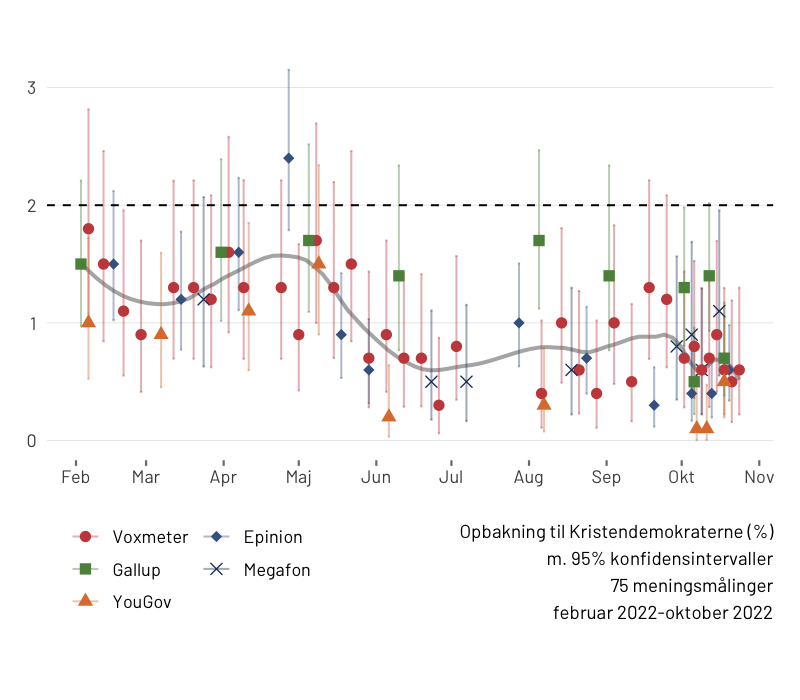 3
2
1
0
Feb Mar Apr Maj Jun Jul Aug Sep Okt Nov
Voxmeter Epinion
Gallup Megafon
YouGov
Opbakning til Kristendemokraterne (%)
m. 95% konfidensintervaller
75 meningsmålinger
februar 2022-oktober 2022